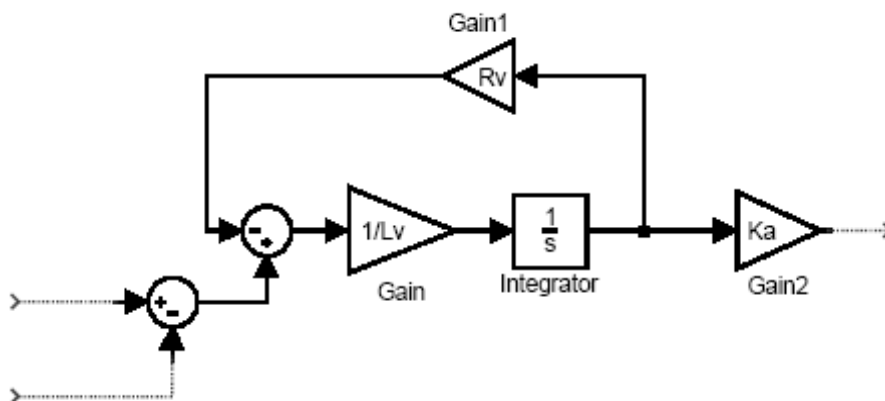 Gain1
Rv
-
+
1/Lv
Gain
1
s
Integrator
Ka
Gain2
+
-